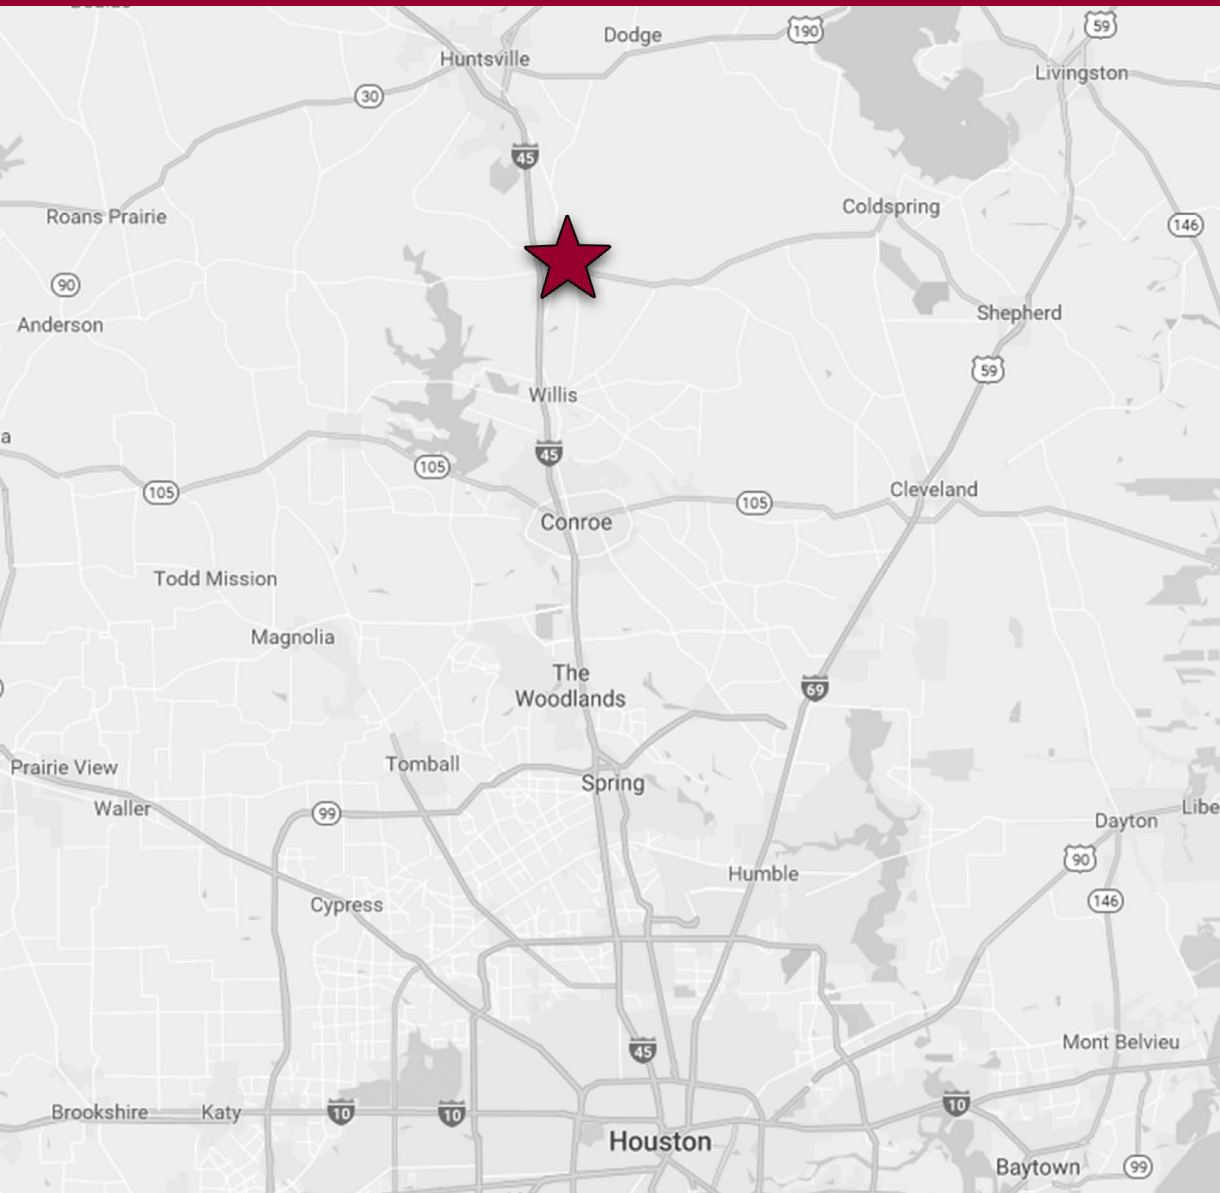 Dodge
190
59
Huntsville
Livingston
30
45
Coldspring
Roans Prairie
146
90
Shepherd
Anderson
59
Willis
a
45
105
105
Cleveland
105
Conroe
Todd Mission
Magnolia
The
Woodlands
69
Tomball
Prairie View
Spring
Waller
99
Libe
Dayton
90
Humble
146
Cypress
Mont Belvieu
45
10
Brookshire
Katy
10
10
Houston
Baytown
99